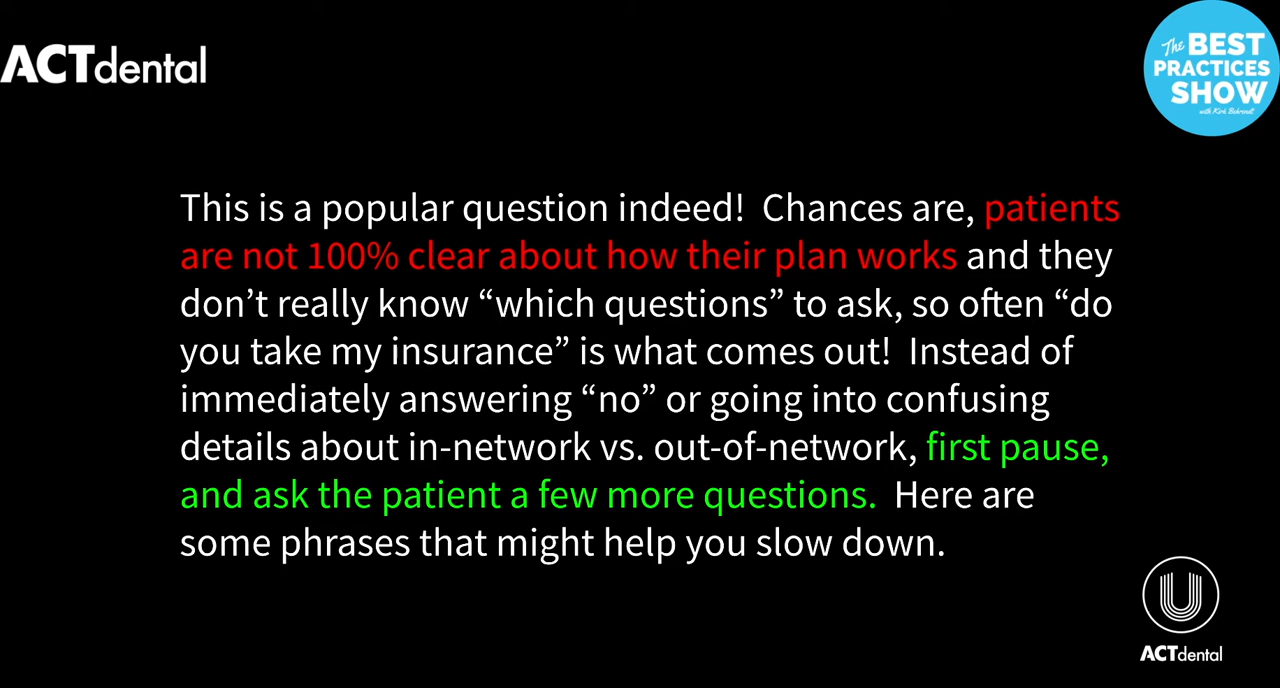 ACTdental
The BEST
PRACTICES
SHOW
with Kirk Behrendt
This is a popular question indeed!  Chances are, patients
are not 100% clear about how their plan works and they
don’t really know “which questions” to ask, so often “do
you take my insurance” is what comes out!  Instead of
immediately answering “no” or going into confusing
details about in-network vs. out-of-network, first pause,
and ask the patient a few more questions.  Here are
some phrases that might help you slow down.
U
ACTdental